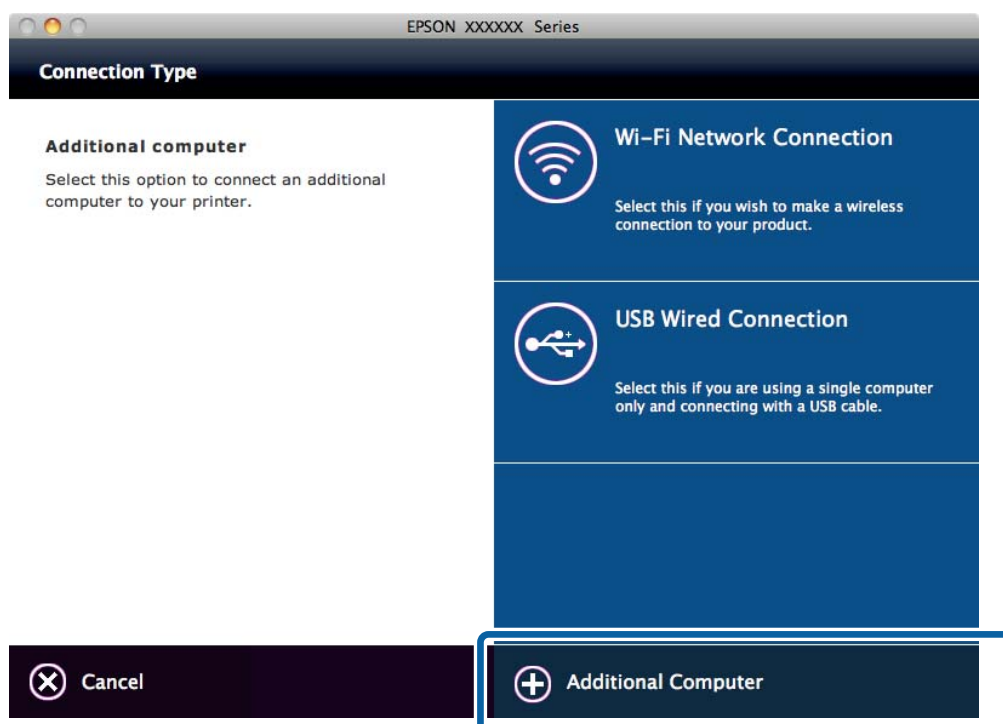 EPSON XXXXXX Series
Connection Type
Additional computer
Select this option to connect an additional
computer to your printer.
Wi-Fi Network Connection
Select this if you wish to make a wireless
connection to your product.
USB Wired Connection
Select this if you are using a single computer
only and connecting with a USB cable.
Cancel
Additional Computer